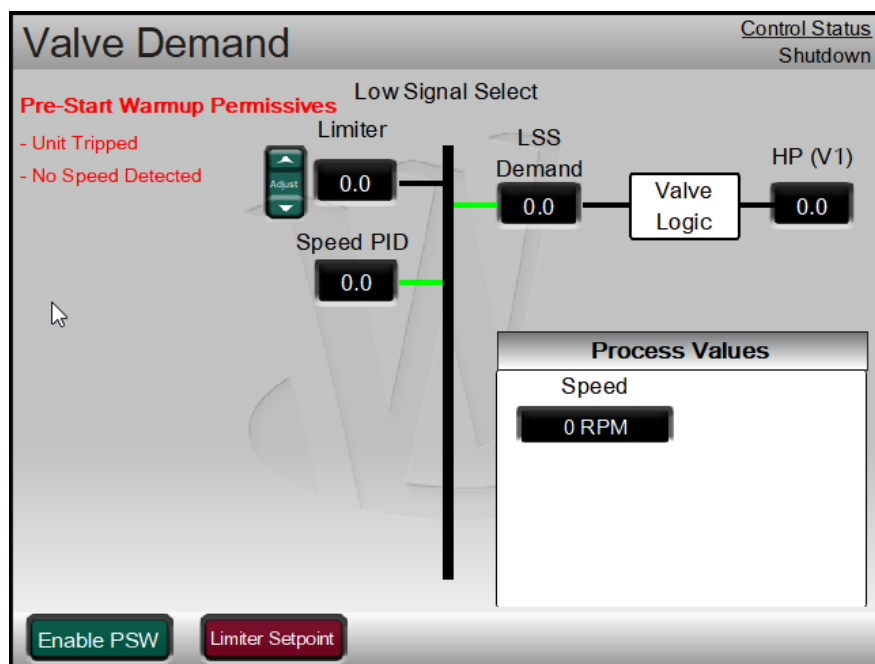 Valve Demand
Control Status
Shutdown
Pre-Start Warmup Permissives
- Unit Tripped
- No Speed Detected
Low Signal Select
Limiter
Adjust
0.0
Speed PID
0.0
LSS
Demand
0.0
Valve
Logic
HP (V1)
0.0
Process Values
Speed
0 RPM
Enable PSW
Limiter Setpoint